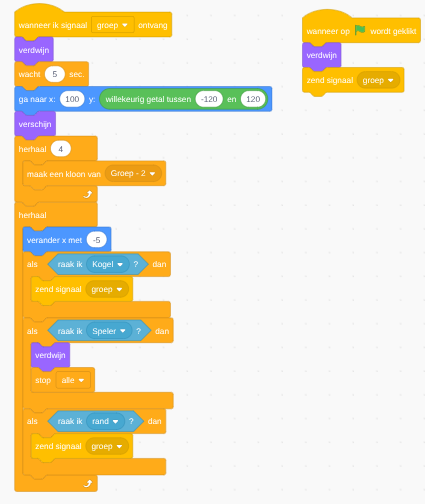 wanneer ik signaal groep ontvang
verdwijn
wacht 5 sec.
ga naar x: 100 y: willekeurig getal tussen -120 en 120
verschijn
herhaal 4
maak een kloon van Groep - 2
herhaal
verander x met -5
als raak ik Kogel ? dan
zend signaal groep
als raak ik Speler ? dan
verdwijn
stop alle
als raak ik rand ? dan
zend signaal groep
wanneer op wordt geklikt
verdwijn
zend signaal groep